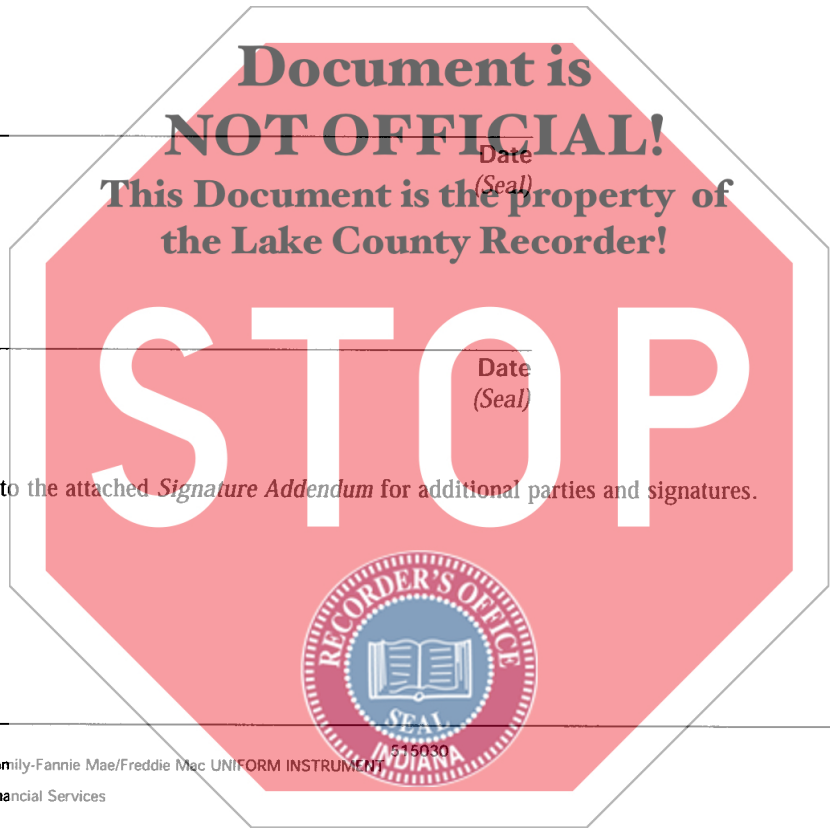 Document is
NOT OFFICIAL!
Date
(Seal)
This Document is the property of
the Lake County Recorder!
STOP
Date
(Seal)
to the attached Signature Addendum for additional parties and signatures.
RECORDER'S OFFICE
SEAL
INDIANA
515030
mily-Fannie Mae/Freddie Mac UNIFORM INSTRUMENT
ancial Services